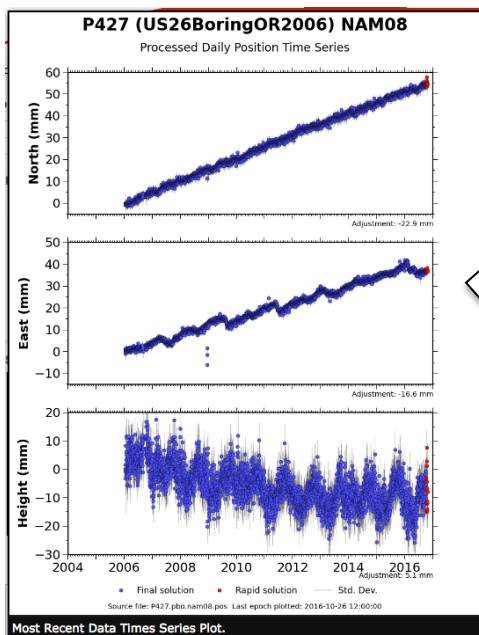 P427 (US26BoringOR2006) NAM08
Processed Daily Position Time Series
60
50
40
30
20
10
0
North (mm)
Adjustment: -22.9 mm
50
40
30
20
10
0
−10
East (mm)
Adjustment: -16.6 mm
20
10
0
−10
−20
−30
Height (mm)
2004 2006 2008 2010 2012 2014 2016
Adjustment: 5.1 mm
Final solution Rapid solution Std. Dev.
Source file: P427.pbo.nam08.pos Last epoch plotted: 2016-10-26 12:00:00
Most Recent Data Times Series Plot.